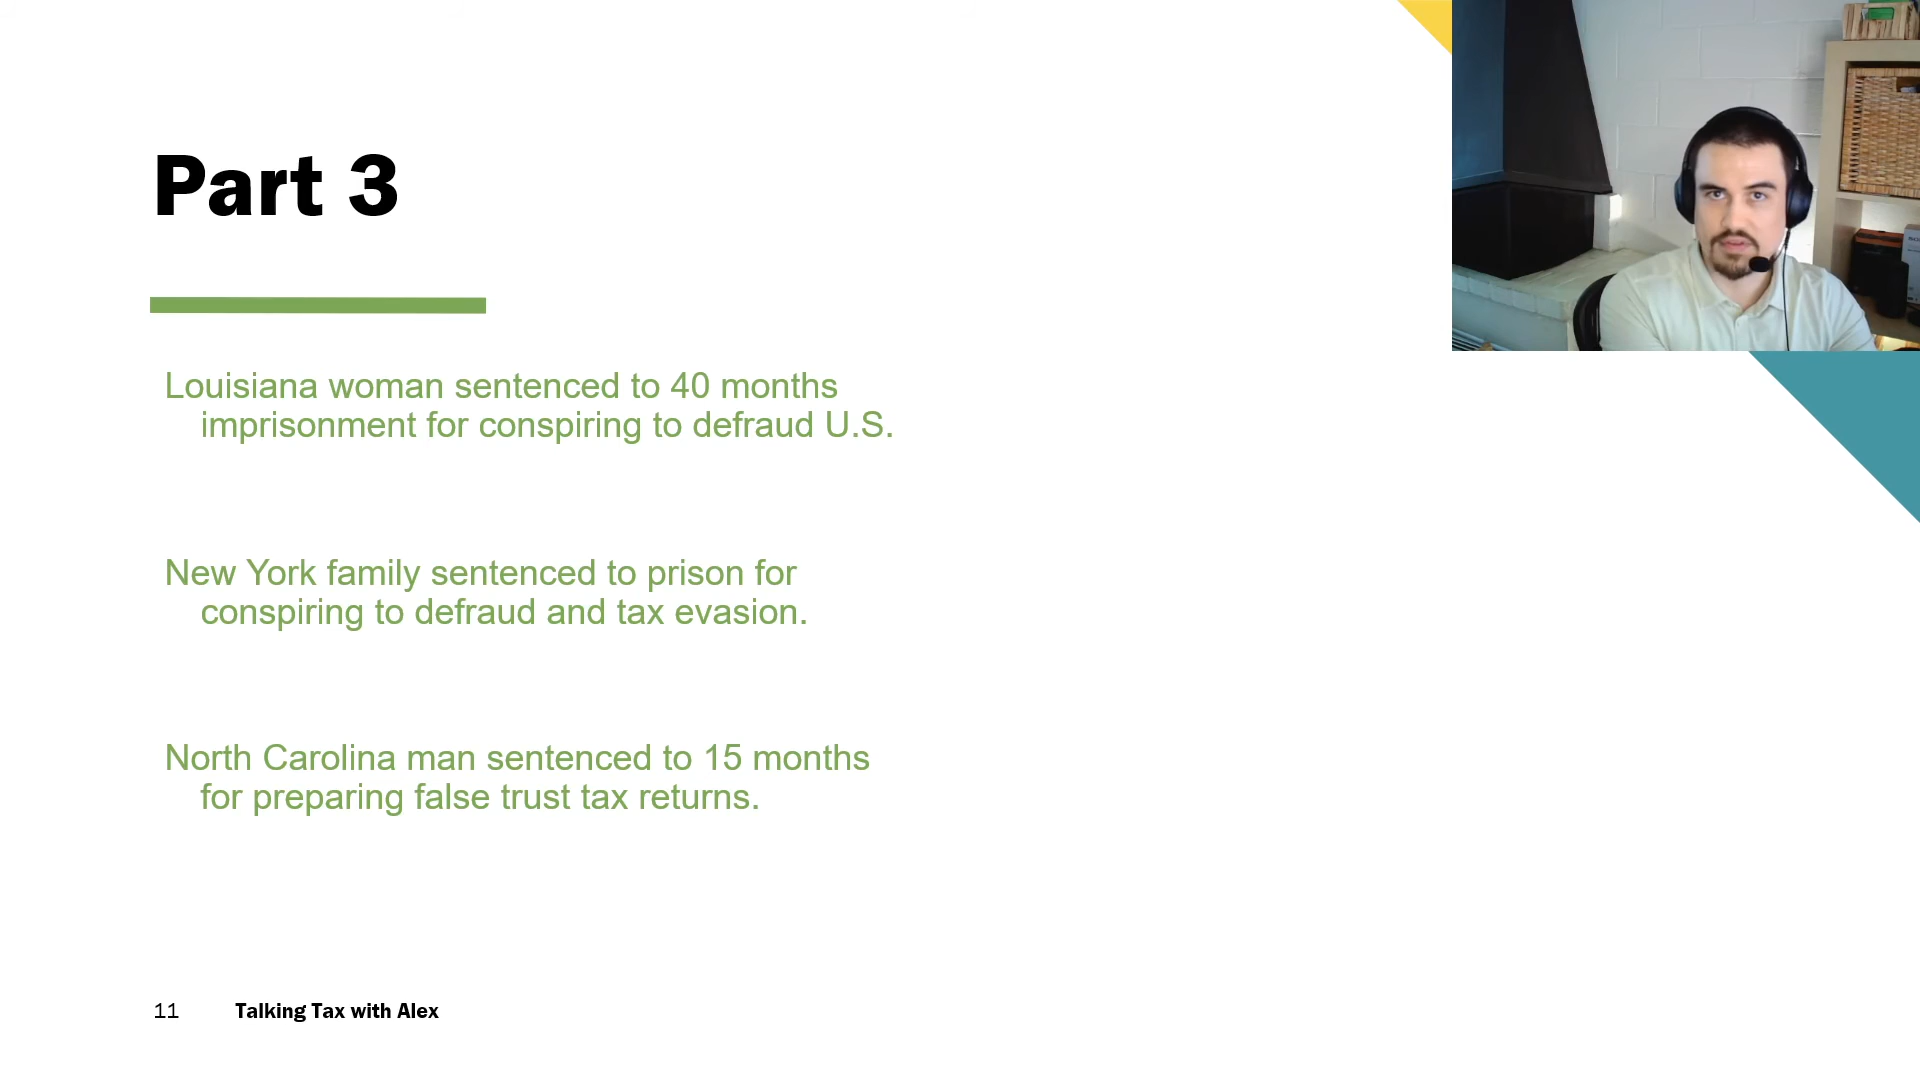 Part 3
Louisiana woman sentenced to 40 months
imprisonment for conspiring to defraud U.S.
New York family sentenced to prison for
conspiring to defraud and tax evasion.
North Carolina man sentenced to 15 months
for preparing false trust tax returns.
11 Talking Tax with Alex